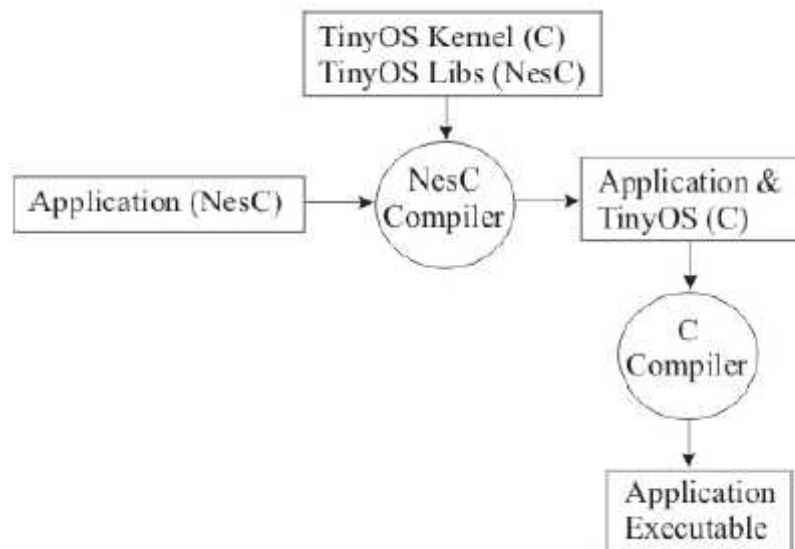 TinyOS Kernel (C)
TinyOS Libs (NesC)
Application (NesC)
NesC
Compiler
Application &
TinyOS (C)
C
Compiler
Application
Executable